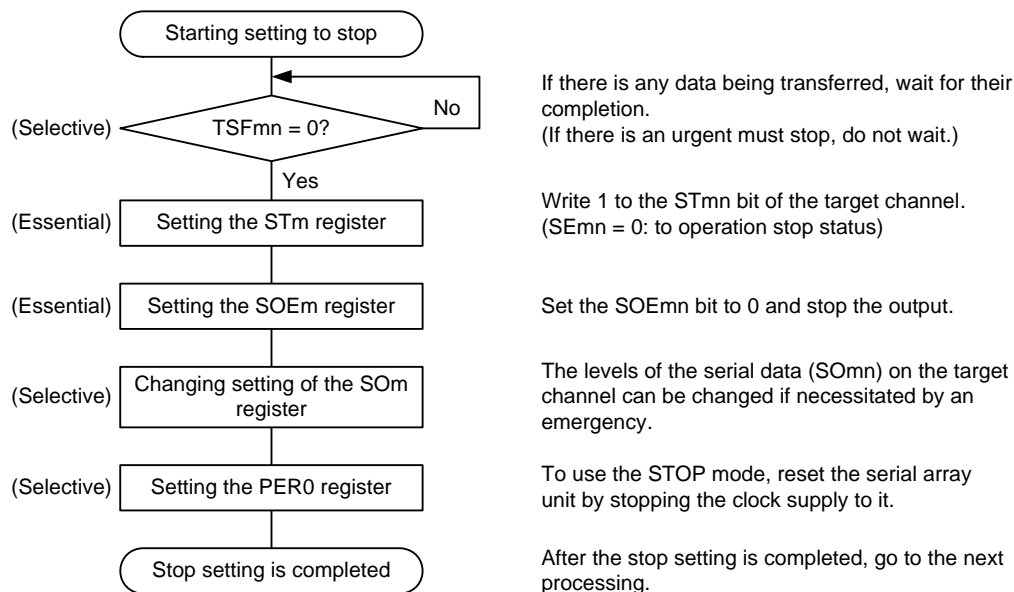 Starting setting to stop
If there is any data being transferred, wait for their
completion.
(If there is an urgent must stop, do not wait.)
(Selective)
TSFmn = 0?
No
Yes
(Essential)
Setting the STm register
Write 1 to the STmn bit of the target channel.
(SEmn = 0: to operation stop status)
(Essential)
Setting the SOEm register
Set the SOEmn bit to 0 and stop the output.
(Selective)
Changing setting of the SOm
register
The levels of the serial data (SOmn) on the target
channel can be changed if necessitated by an
emergency.
(Selective)
Setting the PER0 register
To use the STOP mode, reset the serial array
unit by stopping the clock supply to it.
Stop setting is completed
After the stop setting is completed, go to the next
processing.